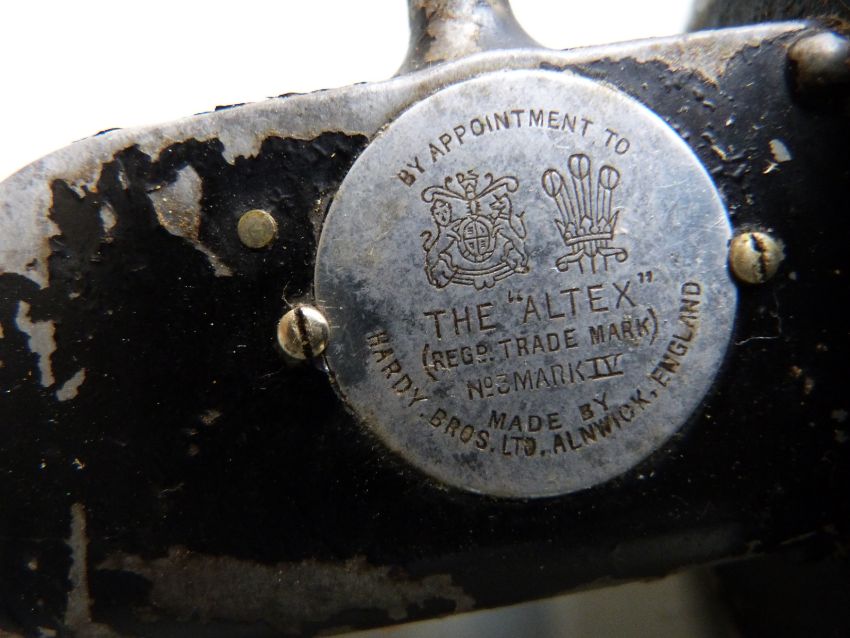 BY APPOINTMENT TO
THE "ALTEX"
(REGD. TRADE MARK)
No3 MARK IV
MADE BY
HARDY. BROS. LTD. ALNWICK, ENGLAND